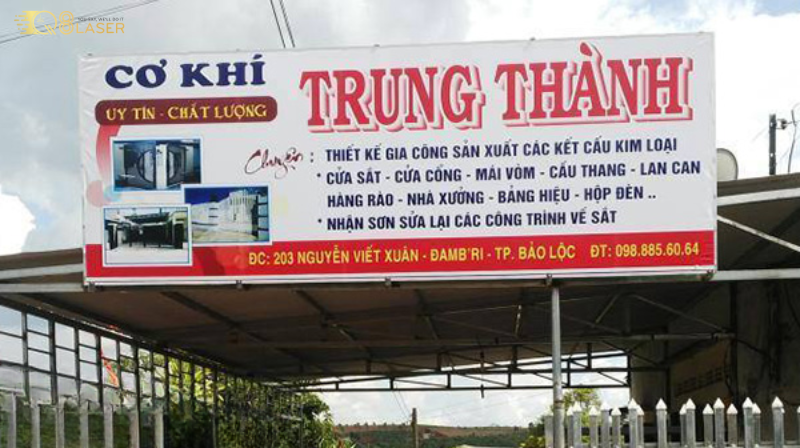 LASER
CƠ KHÍ
UY TÍN - CHẤT LƯỢNG
TRUNG THÀNH
Chuyên : THIẾT KẾ GIA CÔNG SẢN XUẤT CÁC KẾT CẤU KIM LOẠI
* CỬA SẮT - CỬA CỔNG - MÁI VÒM - CẦU THANG - LAN CAN
HÀNG RÀO - NHÀ XƯỞNG - BẢNG HIỆU - HỘP ĐÈN ..
* NHẬN SƠN SỬA LẠI CÁC CÔNG TRÌNH VỀ SẮT
ĐC: 203 NGUYỄN VIẾT XUÂN - ĐAMB'RI - TP. BẢO LỘC ĐT: 098.885.60.64